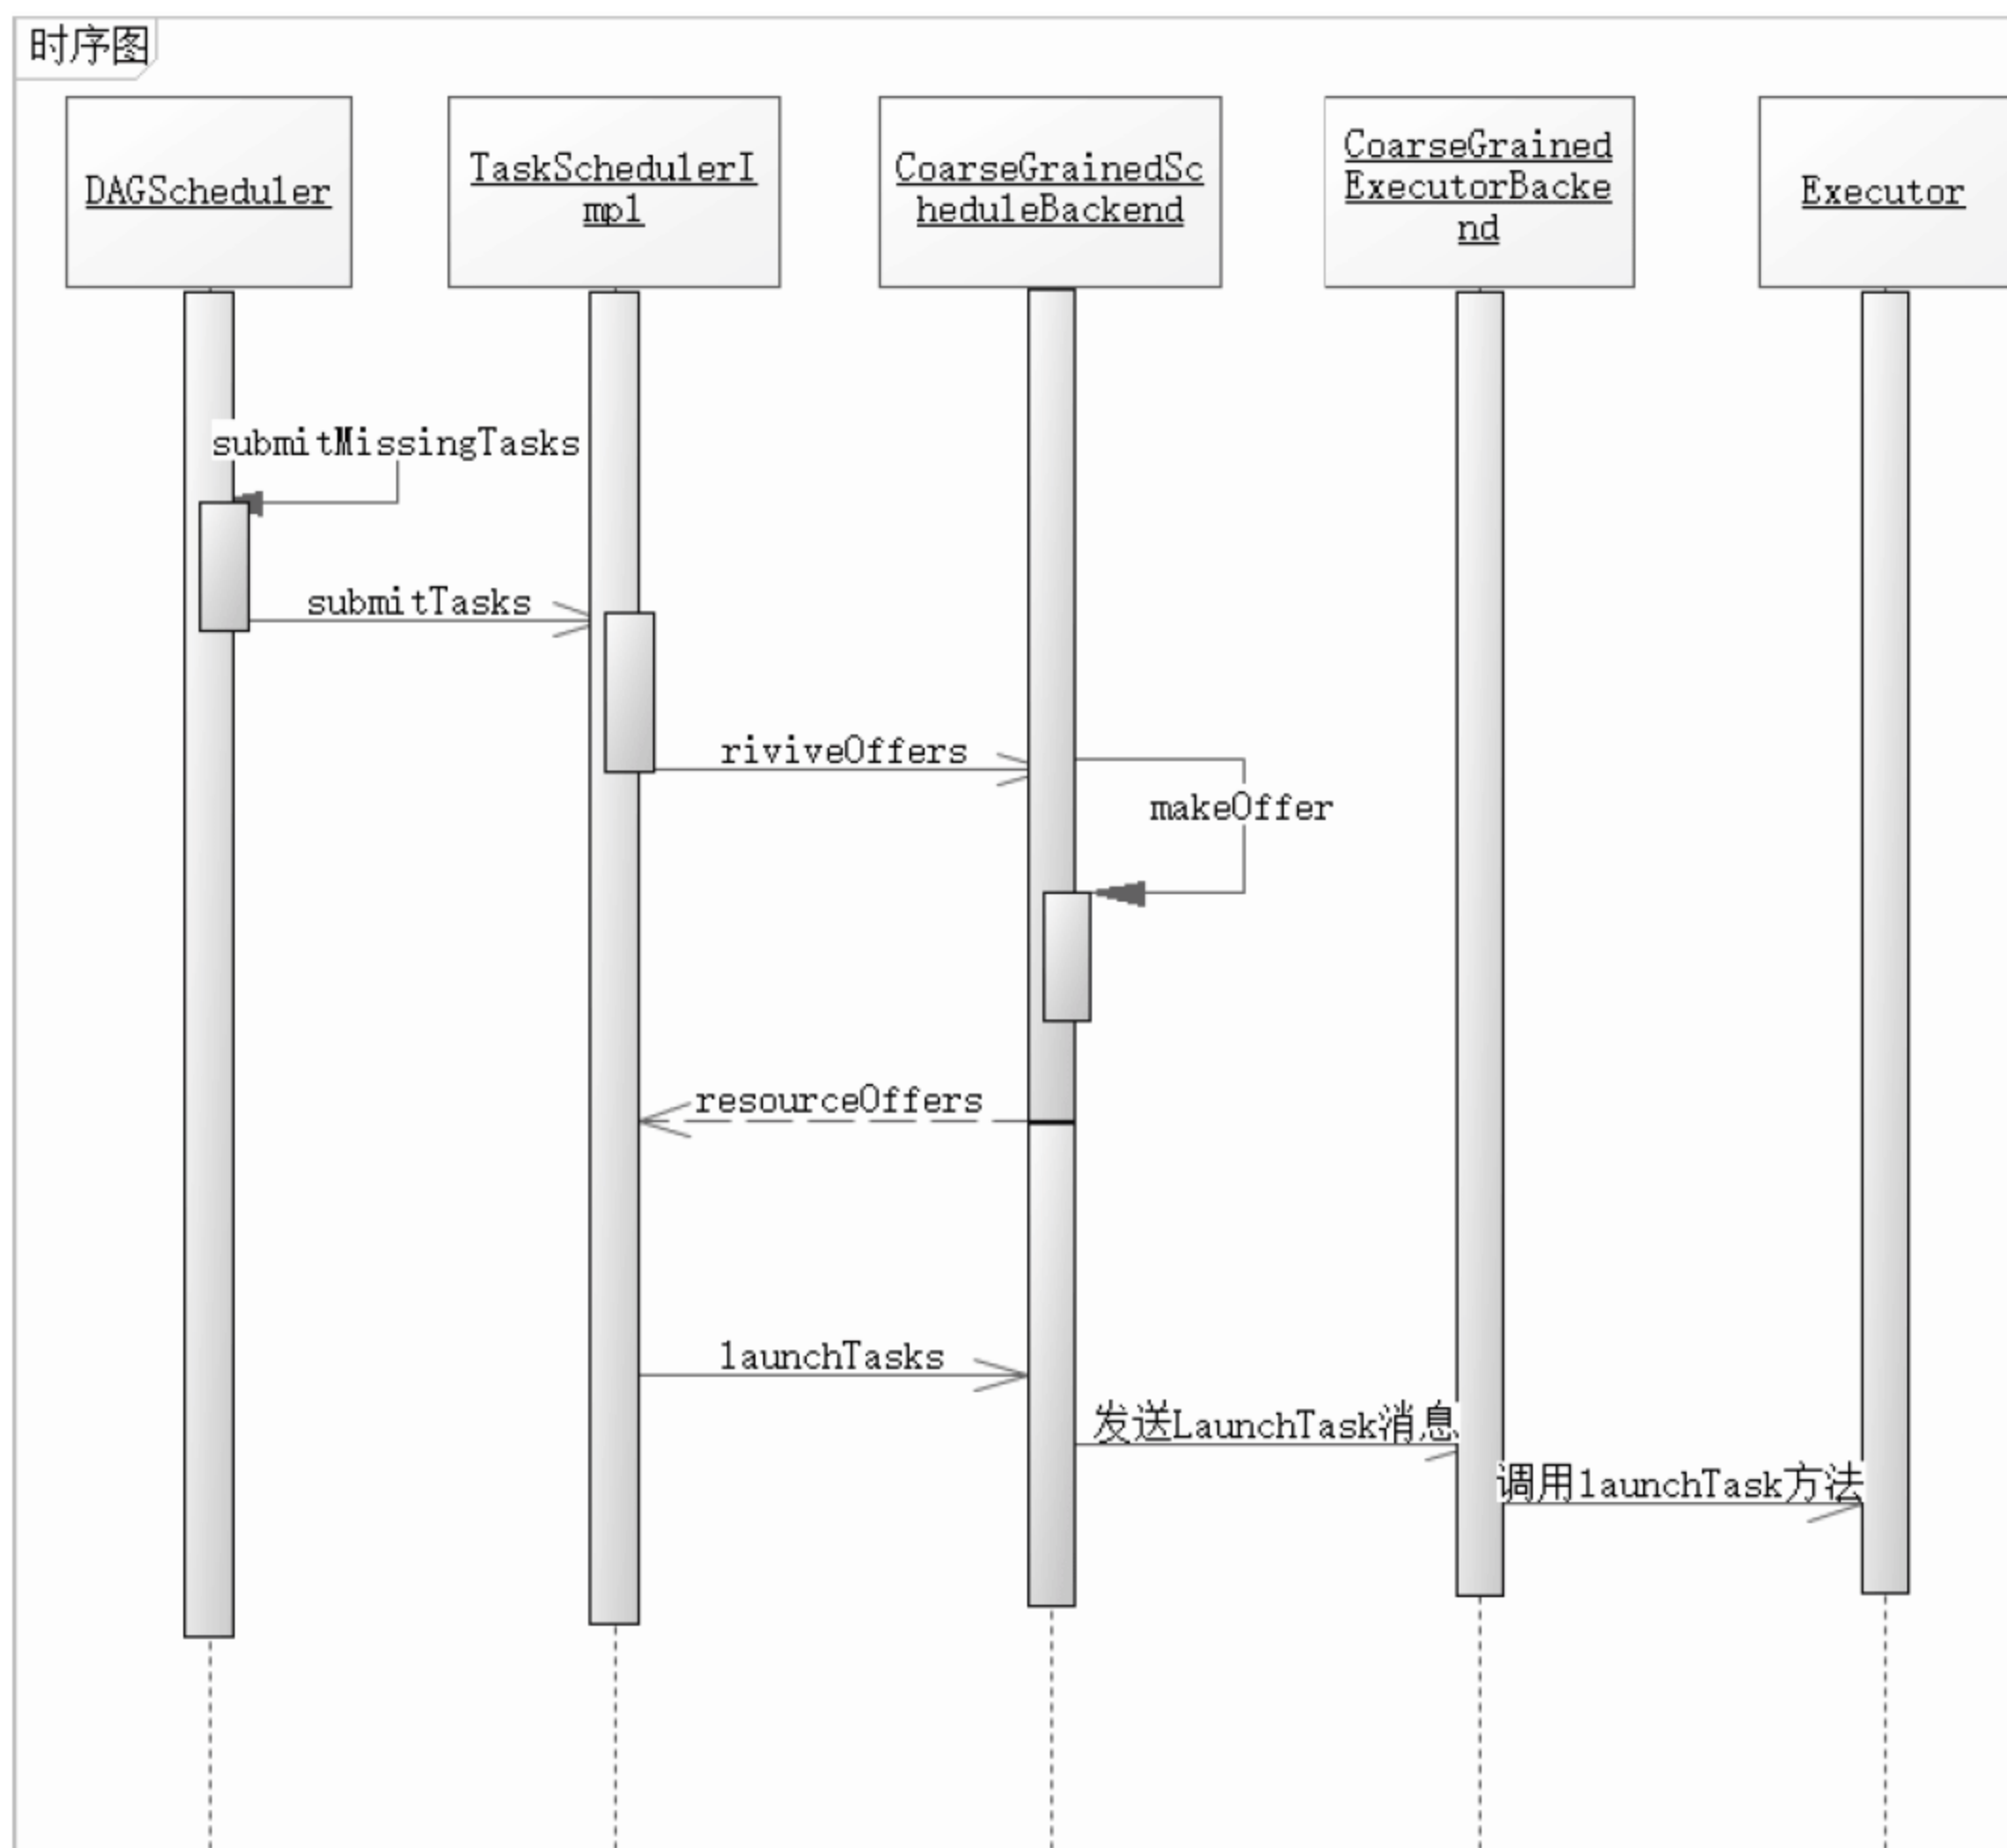 时序图
DAGScheduler
TaskSchedulerI
mpl
CoarseGrainedSc
heduleBackend
CoarseGrained
ExecutorBacke
nd
Executor
submitMissingTasks
submitTasks
riviveOffers
makeOffer
resourceOffers
launchTasks
发送LaunchTask消息
调用launchTask方法